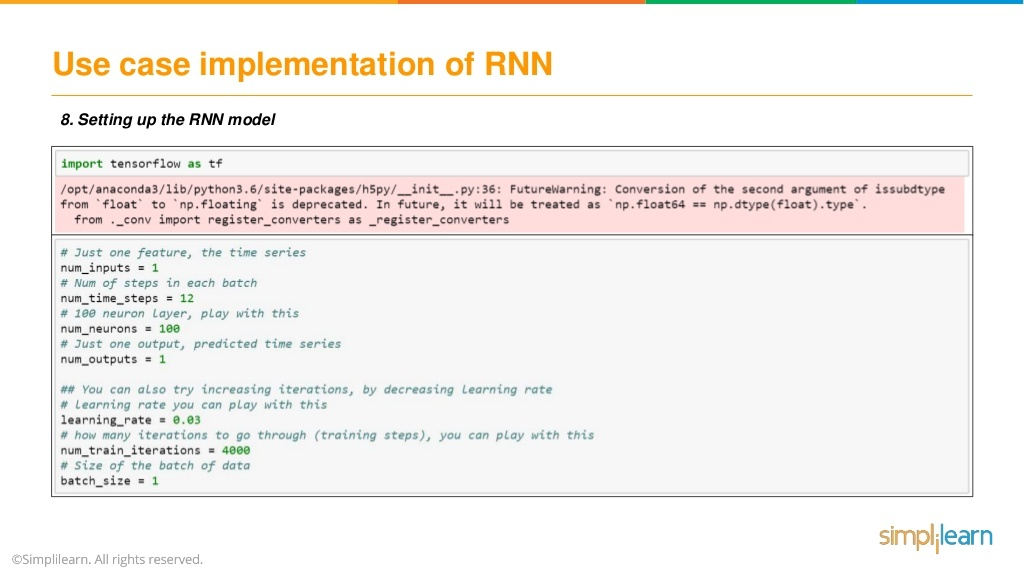 Use case implementation of RNN
8. Setting up the RNN model
import tensorflow as tf
/opt/anaconda3/lib/python3.6/site-packages/h5py/__init__.py:36: FutureWarning: Conversion of the second argument of issubdtype
from `float` to `np.floating` is deprecated. In future, it will be treated as `np.float64 == np.dtype(float).type`.
  from ._conv import register_converters as _register_converters
# Just one feature, the time series
num_inputs = 1
# Num of steps in each batch
num_time_steps = 12
# 100 neuron layer, play with this
num_neurons = 100
# Just one output, predicted time series
num_outputs = 1
## You can also try increasing iterations, by decreasing learning rate
# learning rate you can play with this
learning_rate = 0.03
# how many iterations to go through (training steps), you can play with this
num_train_iterations = 4000
# Size of the batch of data
batch_size = 1
simplilearn
©Simplilearn. All rights reserved.